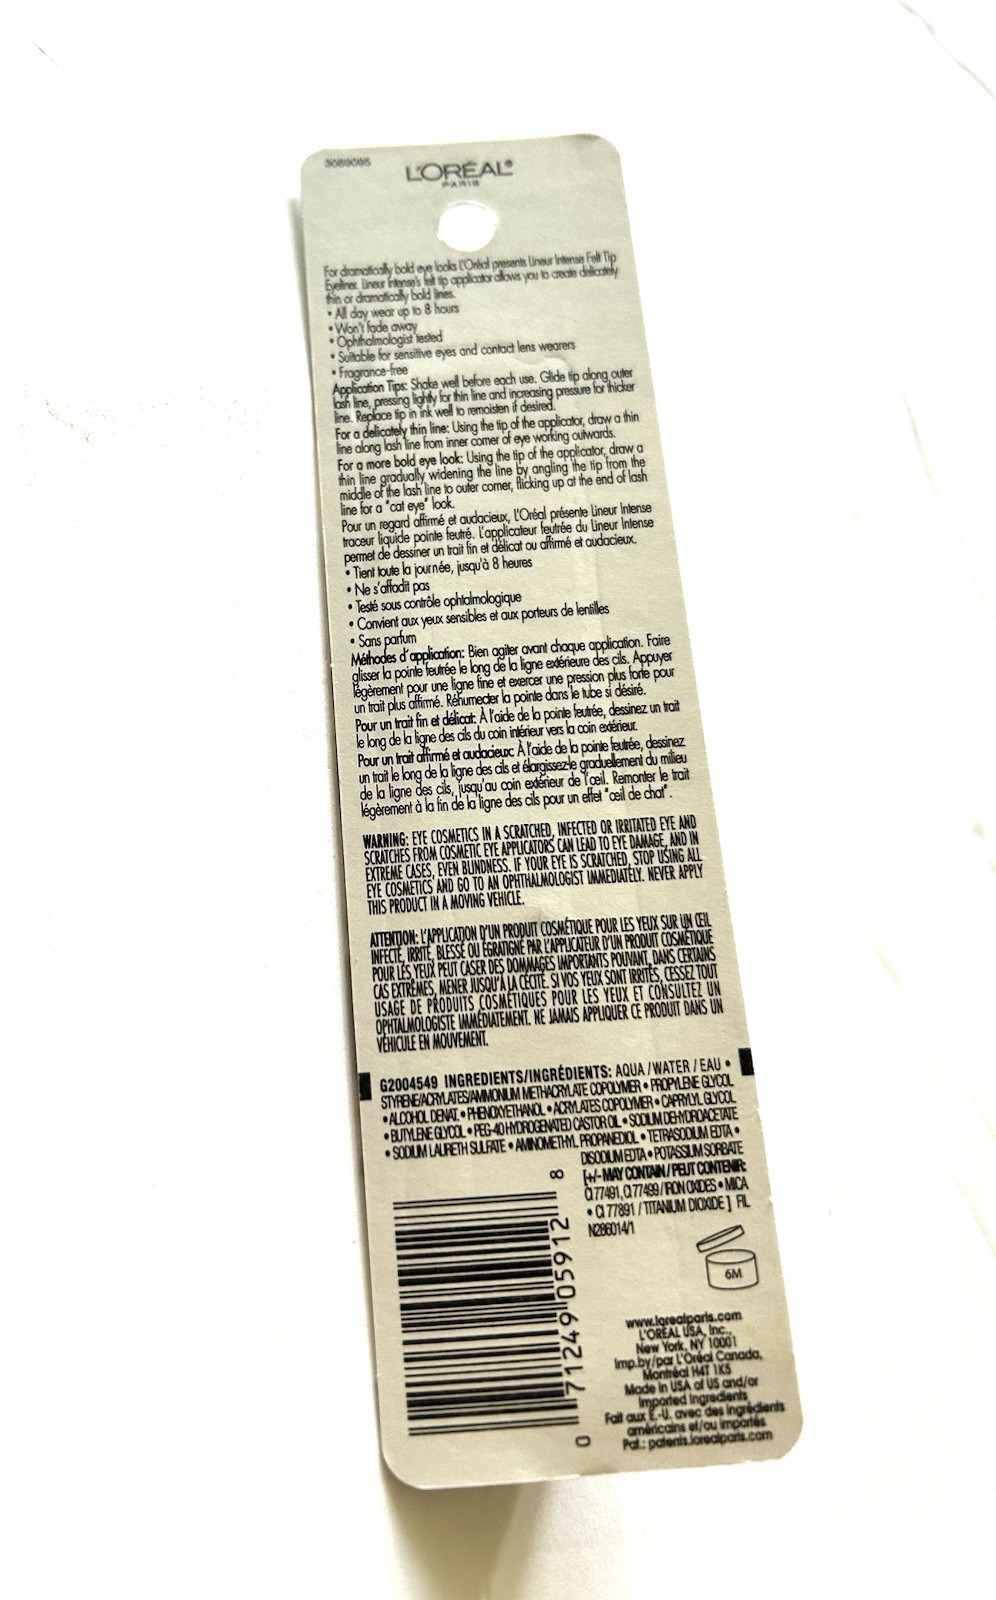 3089095
L'ORÉAL®
PARIS
For dramatically bold eye looks L'Oréal presents Lineur Intense Felt Tip
Eyeliner. Lineur Intense's felt tip applicator allows you to create delicately
thin or dramatically bold lines.
• All day wear up to 8 hours
• Won't fade away
• Ophthalmologist tested
• Suitable for sensitive eyes and contact lens wearers
• Fragrance-free
Application Tips: Shake well before each use. Glide tip along outer
lash line, pressing lightly for thin line and increasing pressure for thicker
line. Replace tip in ink well to remoisten if desired.
For a delicately thin line: Using the tip of the applicator, draw a thin
line along lash line from inner corner of eye working outwards.
For a more bold eye look: Using the tip of the applicator, draw a
thin line gradually widening the line by angling the tip from the
middle of the lash line to outer corner, flicking up at the end of lash
line for a "cat eye" look.
Pour un regard affirmé et audacieux, L'Oréal présente Lineur Intense
traceur liquide pointe feutré. L'applicateur feutrée du Lineur Intense
permet de dessiner un trait fin et délicat ou affirmé et audacieux.
• Tient toute la journée, jusqu'à 8 heures
• Ne s'affadit pas
• Testé sous contrôle ophtalmologique
• Convient aux yeux sensibles et aux porteurs de lentilles
• Sans parfum
Méthodes d'application: Bien agiter avant chaque application. Faire
glisser la pointe feutrée le long de la ligne extérieure des cils. Appuyer
légèrement pour une ligne fine et exercer une pression plus forte pour
un trait plus affirmé. Réhumecter la pointe dans le tube si désiré.
Pour un trait fin et délicat: À l'aide de la pointe feutrée, dessinez un trait
le long de la ligne des cils du coin intérieur vers la coin extérieur.
Pour un trait affirmé et audacieux: À l'aide de la pointe feutrée, dessinez
un trait le long de la ligne des cils et élargissez-le graduellement du milieu
de la ligne des cils, jusqu'au coin extérieur de l'œil. Remonter le trait
légèrement à la fin de la ligne des cils pour un effet "œil de chat".
WARNING: EYE COSMETICS IN A SCRATCHED, INFECTED OR IRRITATED EYE AND
SCRATCHES FROM COSMETIC EYE APPLICATORS CAN LEAD TO EYE DAMAGE, AND IN
EXTREME CASES, EVEN BLINDNESS. IF YOUR EYE IS SCRATCHED, STOP USING ALL
EYE COSMETICS AND GO TO AN OPHTHALMOLOGIST IMMEDIATELY. NEVER APPLY
THIS PRODUCT IN A MOVING VEHICLE.
ATTENTION: L'APPLICATION D'UN PRODUIT COSMÉTIQUE POUR LES YEUX SUR UN ŒIL
INFECTÉ, IRRITÉ, BLESSÉ OU ÉGRATIGNÉ PAR L'APPLICATEUR D'UN PRODUIT COSMÉTIQUE
POUR LES YEUX PEUT CASER DES DOMMAGES IMPORTANTS POUVANT, DANS CERTAINS
CAS EXTRÊMES, MENER JUSQU'À LA CÉCITÉ. SI VOS YEUX SONT IRRITÉS, CESSEZ TOUT
USAGE DE PRODUITS COSMÉTIQUES POUR LES YEUX ET CONSULTEZ UN
OPHTALMOLOGISTE IMMÉDIATEMENT. NE JAMAIS APPLIQUER CE PRODUIT DANS UN
VÉHICULE EN MOUVEMENT.
G2004549 INGREDIENTS/INGRÉDIENTS: AQUA / WATER / EAU •
STYRENE/ACRYLATES/AMMONIUM METHACRYLATE COPOLYMER • PROPYLENE GLYCOL
• ALCOHOL DENAT. • PHENOXYETHANOL • ACRYLATES COPOLYMER • CAPRYLYL GLYCOL
• BUTYLENE GLYCOL • PEG-40 HYDROGENATED CASTOR OIL • SODIUM DEHYDROACETATE
• SODIUM LAURETH SULFATE • AMINOMETHYL PROPANEDIOL • TETRASODIUM EDTA •
DISODIUM EDTA • POTASSIUM SORBATE
[+/- MAY CONTAIN / PEUT CONTENIR:
CI 77491, CI 77499 / IRON OXIDES • MICA
• CI 77891 / TITANIUM DIOXIDE ] FIL
N286014/1
6M
0 71249 05912 8
www.lorealparis.com
L'ORÉAL USA, Inc.,
New York, NY 10001
Imp.by/par L'Oréal Canada,
Montréal H4T 1K5
Made in USA of US and/or
imported ingredients
Fait aux É.-U. avec des ingrédients
américains et/ou importés
Pat.: patents.lorealparis.com